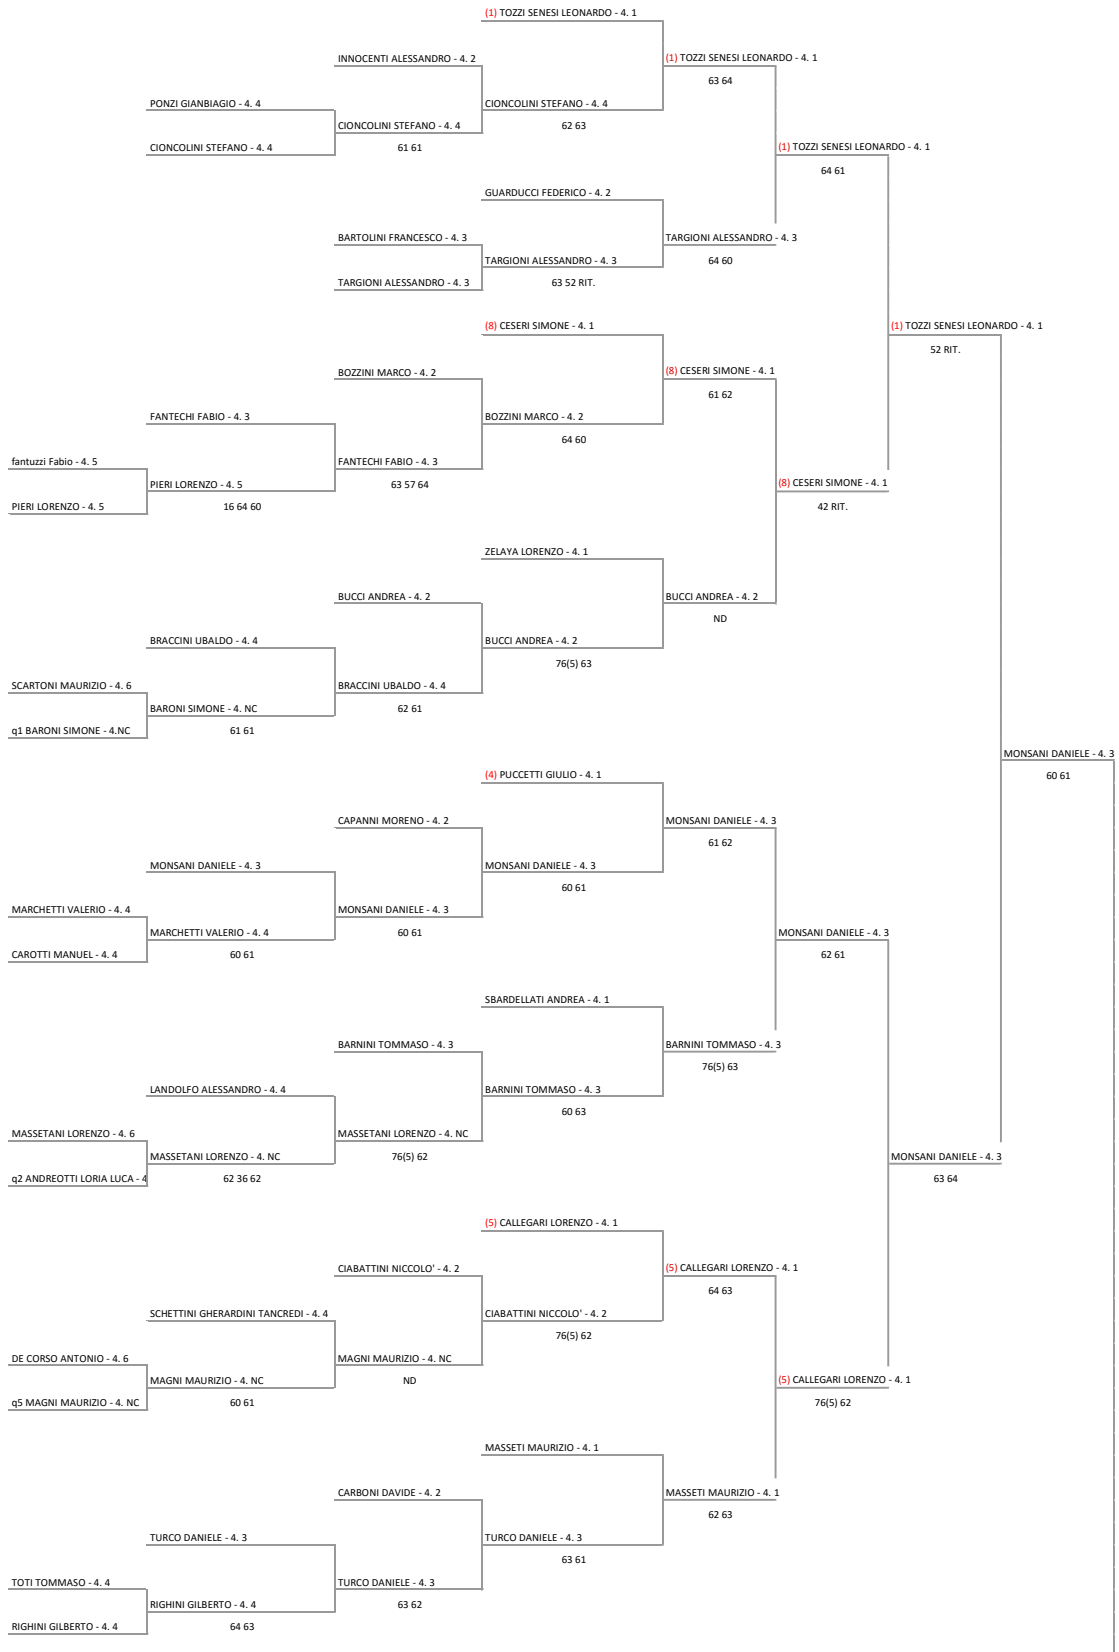 (1) TOZZI SENESI LEONARDO - 4. 1
INNOCENTI ALESSANDRO - 4. 2
(1) TOZZI SENESI LEONARDO - 4. 1
63 64
PONZI GIANBIAGIO - 4. 4
CIONCOLINI STEFANO - 4. 4
CIONCOLINI STEFANO - 4. 4
62 63
CIONCOLINI STEFANO - 4. 4
61 61
(1) TOZZI SENESI LEONARDO - 4. 1
64 61
GUARDUCCI FEDERICO - 4. 2
BARTOLINI FRANCESCO - 4. 3
TARGIONI ALESSANDRO - 4. 3
TARGIONI ALESSANDRO - 4. 3
64 60
TARGIONI ALESSANDRO - 4. 3
63 52 RIT.
(8) CESERI SIMONE - 4. 1
(1) TOZZI SENESI LEONARDO - 4. 1
52 RIT.
BOZZINI MARCO - 4. 2
(8) CESERI SIMONE - 4. 1
61 62
FANTECHI FABIO - 4. 3
BOZZINI MARCO - 4. 2
64 60
fantuzzi Fabio - 4. 5
FANTECHI FABIO - 4. 3
PIERI LORENZO - 4. 5
63 57 64
(8) CESERI SIMONE - 4. 1
PIERI LORENZO - 4. 5
16 64 60
42 RIT.
ZELAYA LORENZO - 4. 1
BUCCI ANDREA - 4. 2
BUCCI ANDREA - 4. 2
ND
BRACCINI UBALDO - 4. 4
BUCCI ANDREA - 4. 2
76(5) 63
SCARTONI MAURIZIO - 4. 6
BRACCINI UBALDO - 4. 4
BARONI SIMONE - 4. NC
62 61
q1 BARONI SIMONE - 4.NC
61 61
MONSANI DANIELE - 4. 3
60 61
(4) PUCCETTI GIULIO - 4. 1
CAPANNI MORENO - 4. 2
MONSANI DANIELE - 4. 3
61 62
MONSANI DANIELE - 4. 3
MONSANI DANIELE - 4. 3
60 61
MARCHETTI VALERIO - 4. 4
MONSANI DANIELE - 4. 3
MARCHETTI VALERIO - 4. 4
60 61
MONSANI DANIELE - 4. 3
CAROTTI MANUEL - 4. 4
60 61
62 61
SBARDELLATI ANDREA - 4. 1
BARNINI TOMMASO - 4. 3
BARNINI TOMMASO - 4. 3
76(5) 63
LANDOLFO ALESSANDRO - 4. 4
BARNINI TOMMASO - 4. 3
60 63
MASSETANI LORENZO - 4. 6
MASSETANI LORENZO - 4. NC
MASSETANI LORENZO - 4. NC
76(5) 62
MONSANI DANIELE - 4. 3
q2 ANDREOTTI LORIA LUCA - 4
62 36 62
63 64
(5) CALLEGARI LORENZO - 4. 1
CIABATTINI NICCOLO' - 4. 2
(5) CALLEGARI LORENZO - 4. 1
64 63
SCHETTINI GHERARDINI TANCREDI - 4. 4
CIABATTINI NICCOLO' - 4. 2
76(5) 62
DE CORSO ANTONIO - 4. 6
MAGNI MAURIZIO - 4. NC
MAGNI MAURIZIO - 4. NC
ND
(5) CALLEGARI LORENZO - 4. 1
q5 MAGNI MAURIZIO - 4. NC
60 61
76(5) 62
MASSETI MAURIZIO - 4. 1
CARBONI DAVIDE - 4. 2
MASSETI MAURIZIO - 4. 1
62 63
TURCO DANIELE - 4. 3
TURCO DANIELE - 4. 3
63 61
TOTI TOMMASO - 4. 4
TURCO DANIELE - 4. 3
RIGHINI GILBERTO - 4. 4
63 62
RIGHINI GILBERTO - 4. 4
64 63